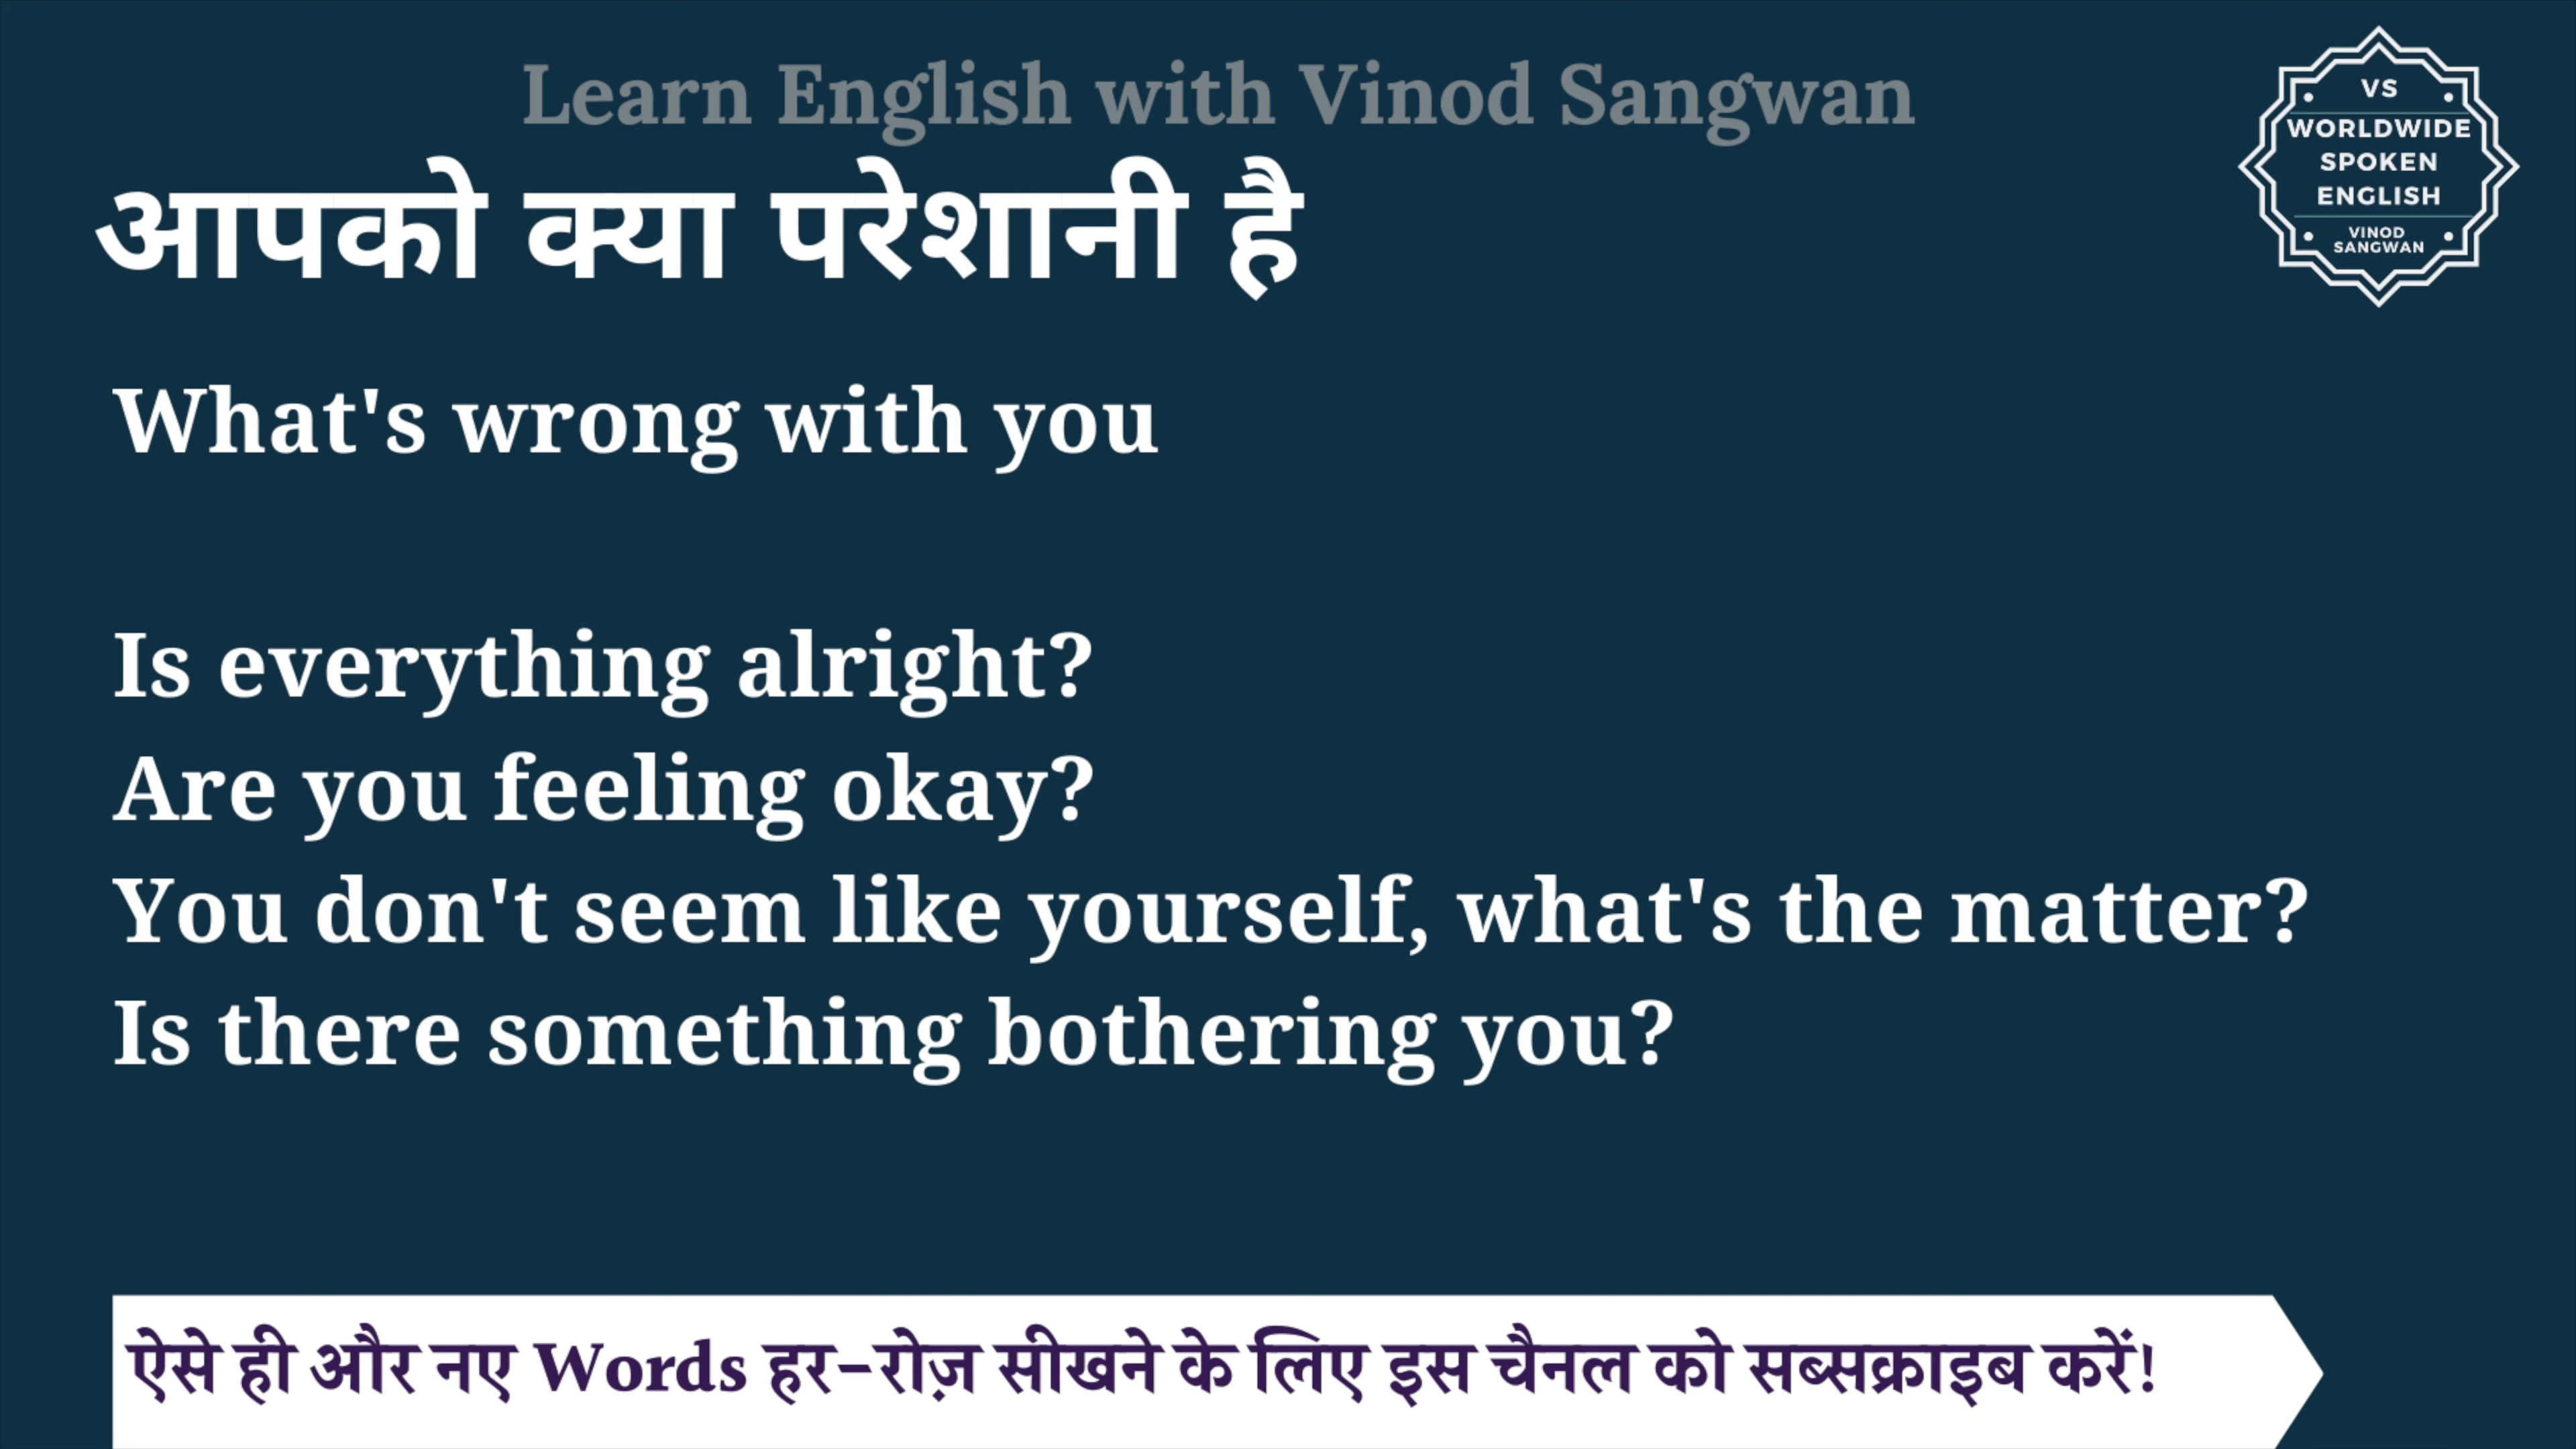 Learn English with Vinod Sangwan
VS
WORLDWIDE
SPOKEN
ENGLISH
VINOD
SANGWAN
आपको क्या परेशानी है
What's wrong with you
Is everything alright?
Are you feeling okay?
You don't seem like yourself, what's the matter?
Is there something bothering you?
ऐसे ही और नए Words हर-रोज़ सीखने के लिए इस चैनल को सब्सक्राइब करें!